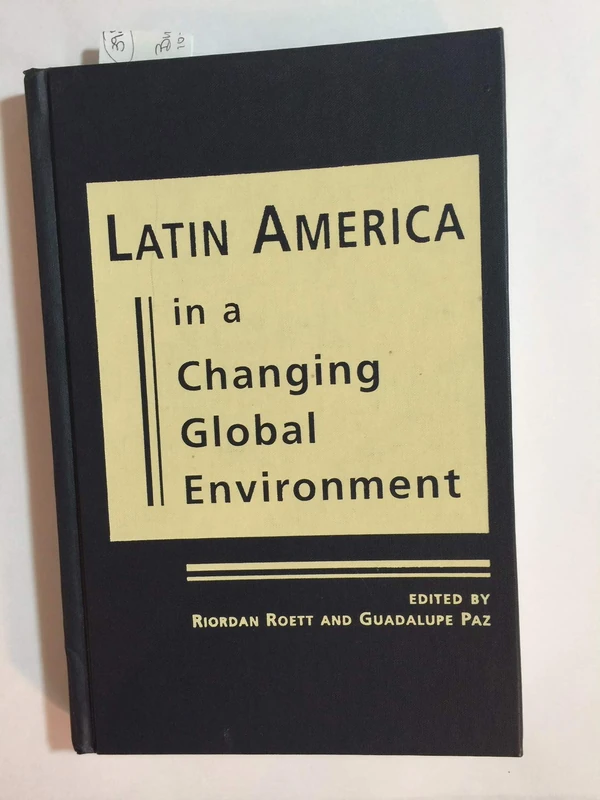 LATIN AMERICA
in a
Changing
Global
Environment
EDITED BY
RIORDAN ROETT AND GUADALUPE PAZ